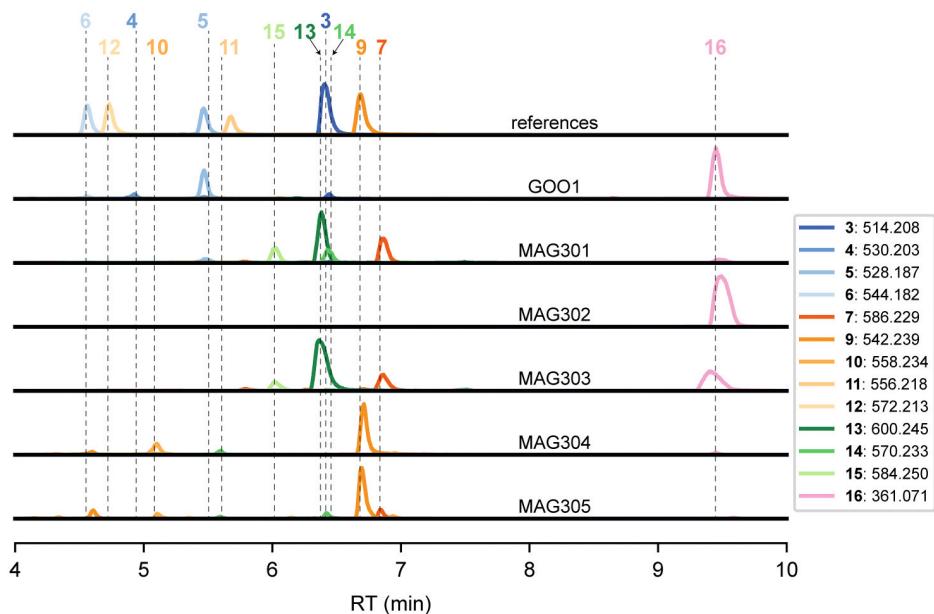 6 4 5 15 13 3 14 9 7 16
12 10 11
references
GOO1
MAG301
MAG302
MAG303
MAG304
MAG305
3: 514.208
4: 530.203
5: 528.187
6: 544.182
7: 586.229
9: 542.239
10: 558.234
11: 556.218
12: 572.213
13: 600.245
14: 570.233
15: 584.250
16: 361.071
4 5 6 7 8 9 10
RT (min)